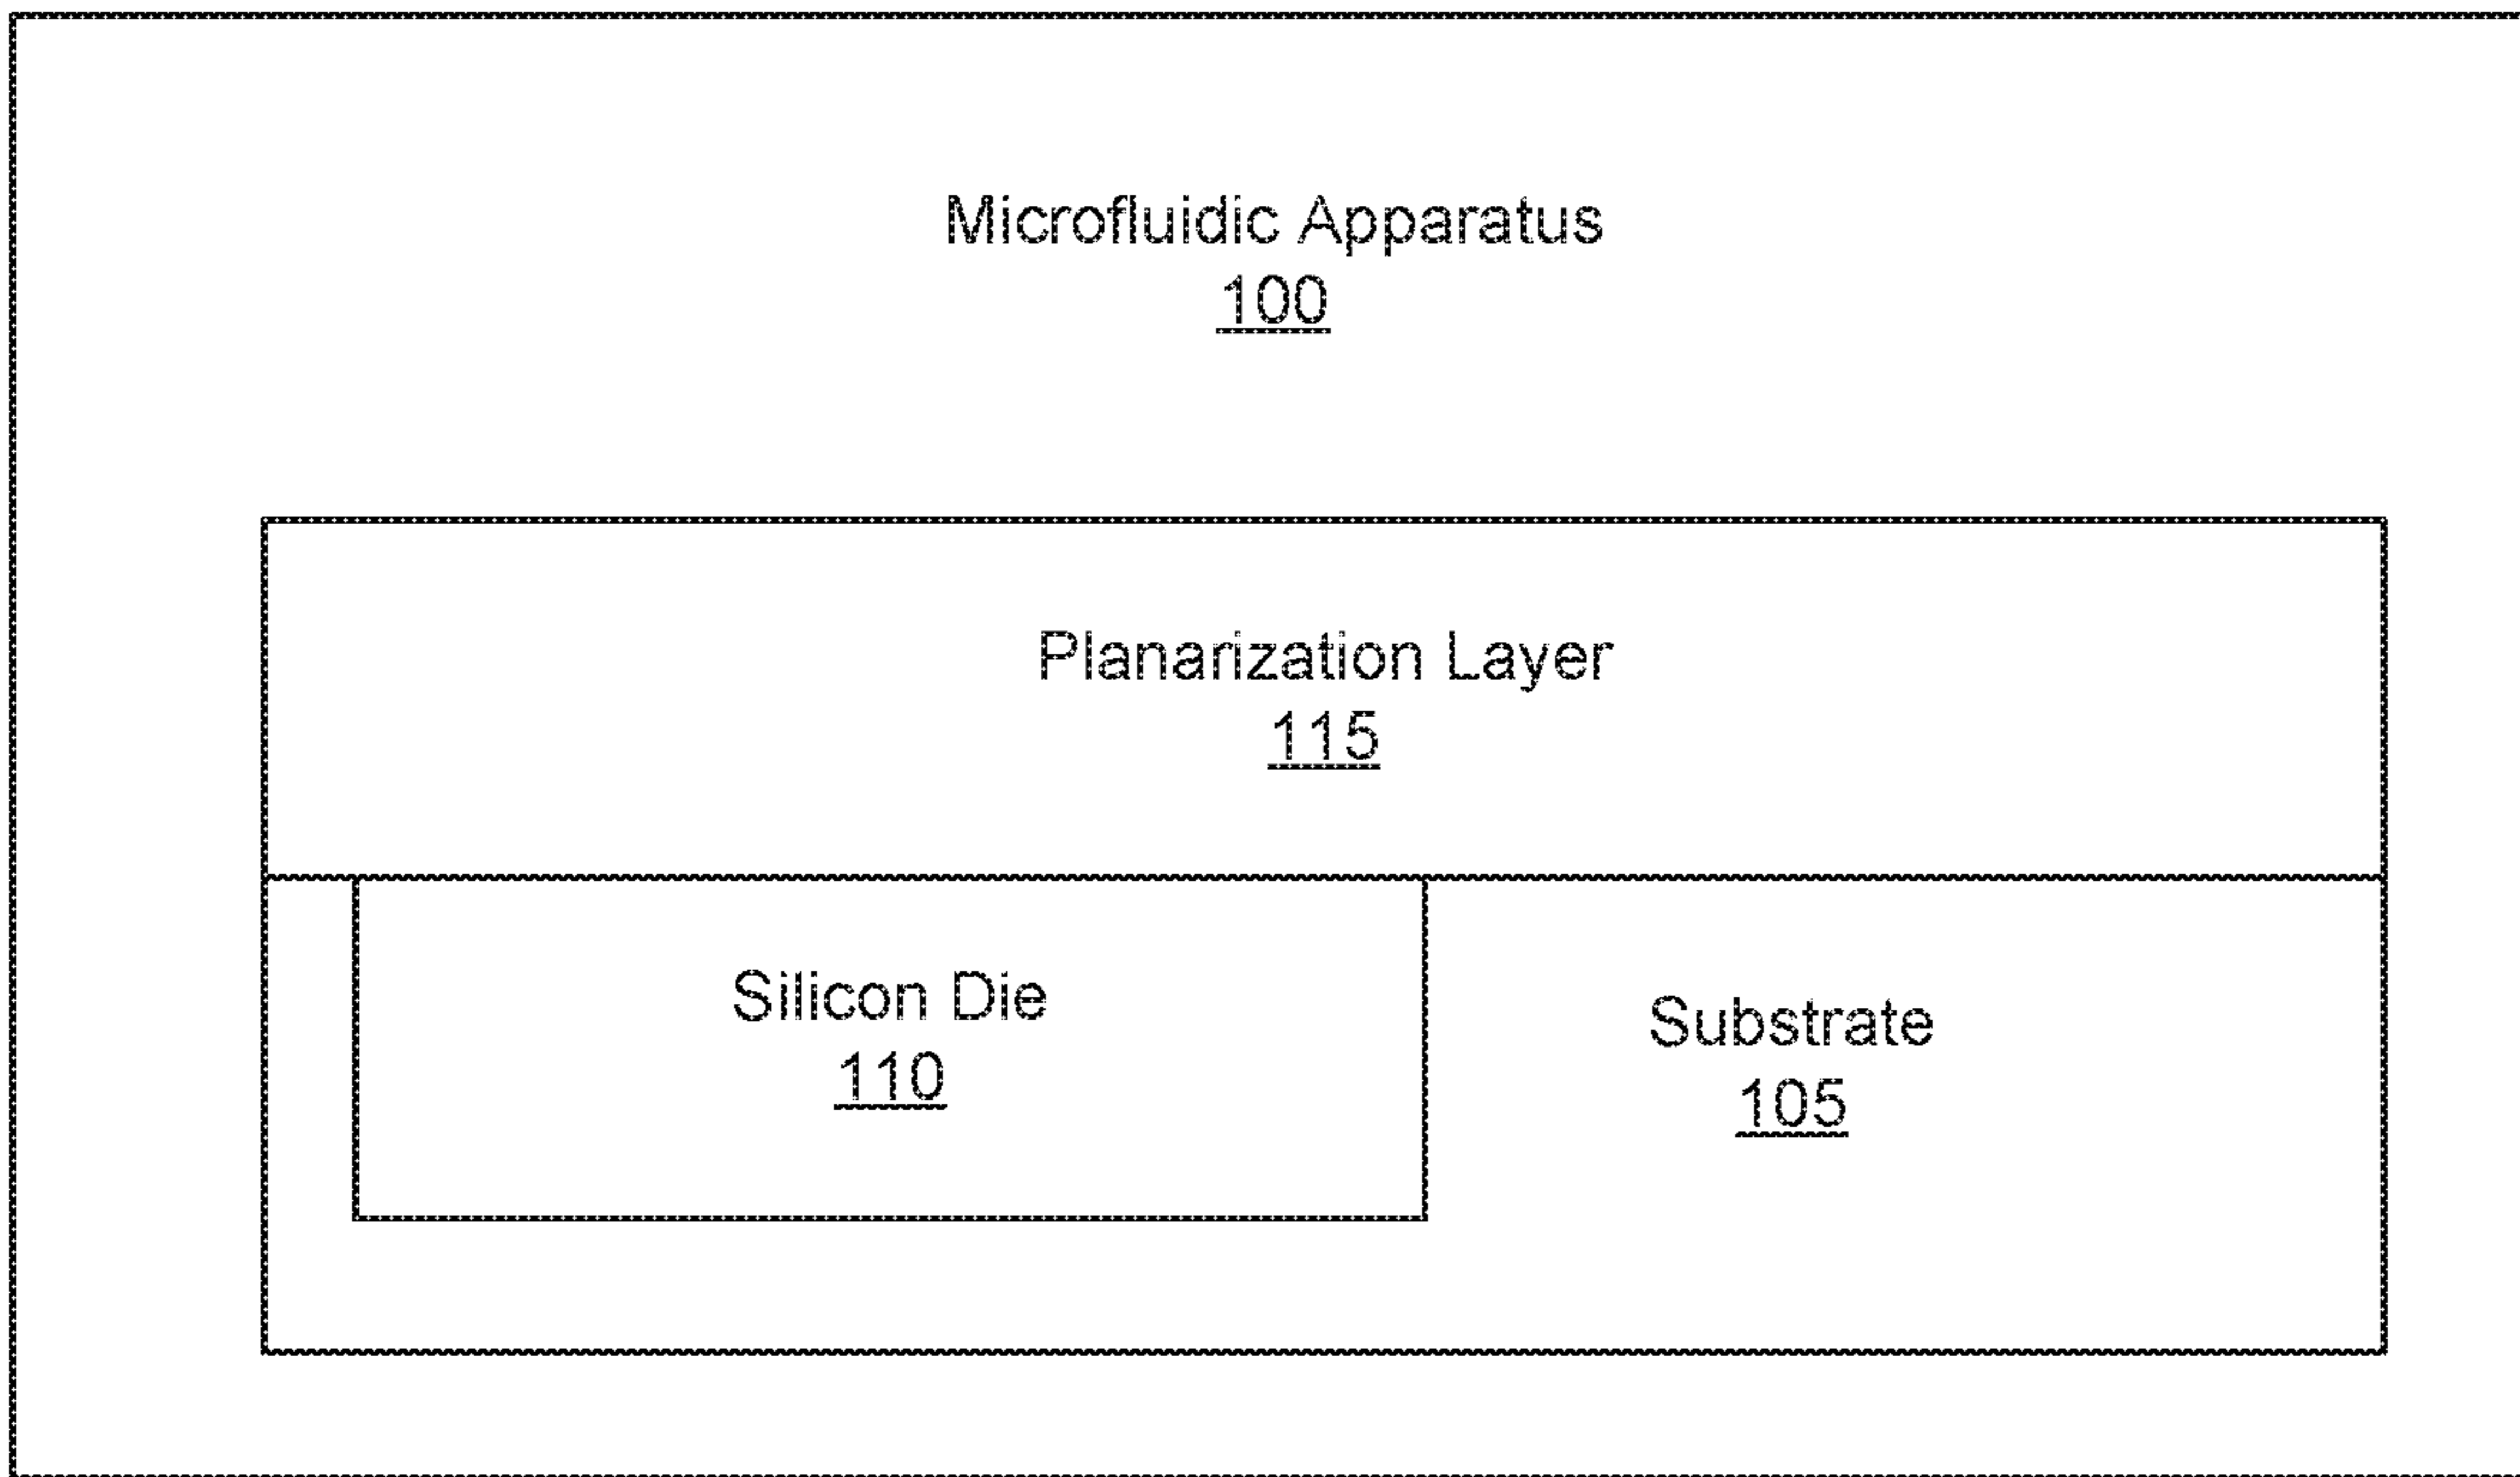 Microfluidic Apparatus
100
Planarization Layer
115
Silicon Die
110
Substrate
105